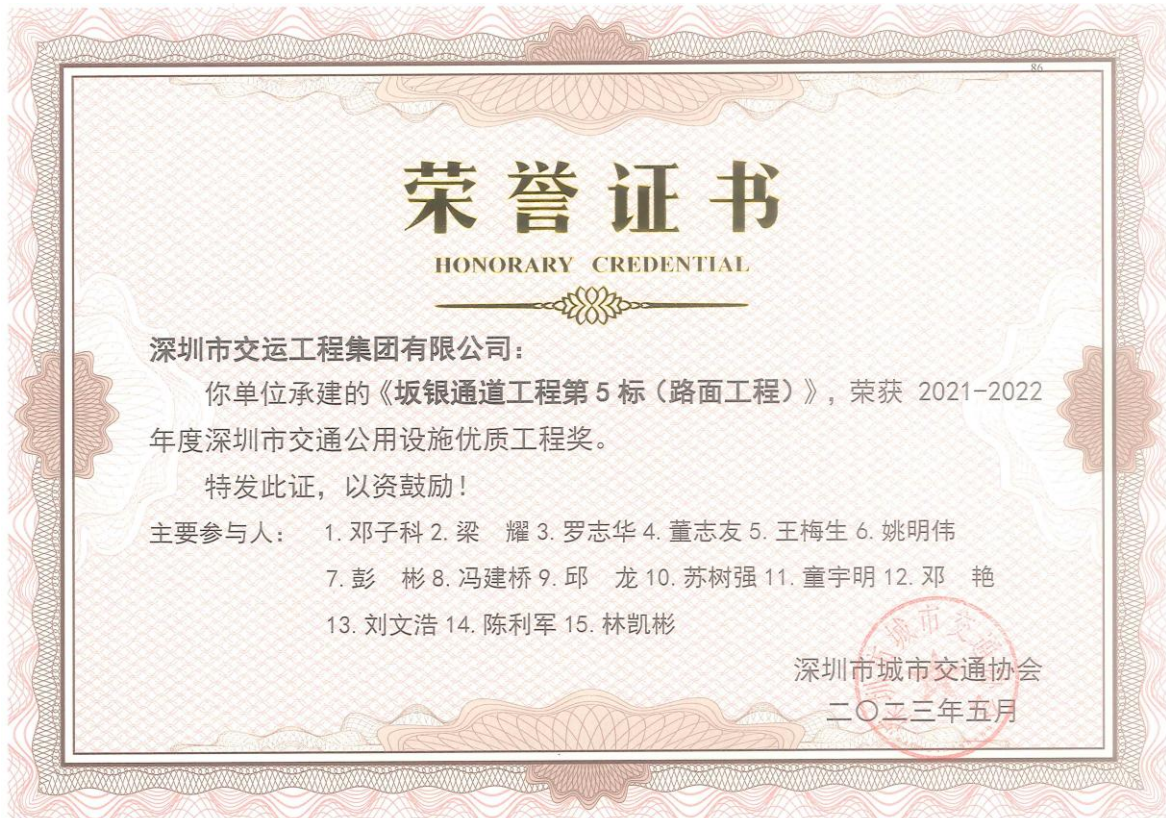 86
荣誉证书
HONORARY CREDENTIAL
深圳市交运工程集团有限公司：
你单位承建的《坂银通道工程第5标（路面工程）》，荣获 2021-2022
年度深圳市交通公用设施优质工程奖。
特发此证，以资鼓励！
主要参与人： 1. 邓子科 2. 梁 耀 3. 罗志华 4. 董志友 5. 王梅生 6. 姚明伟
7. 彭 彬 8. 冯建桥 9. 邱 龙 10. 苏树强 11. 童宇明 12. 邓 艳
13. 刘文浩 14. 陈利军 15. 林凯彬
深圳市城市交通协会
二〇二三年五月